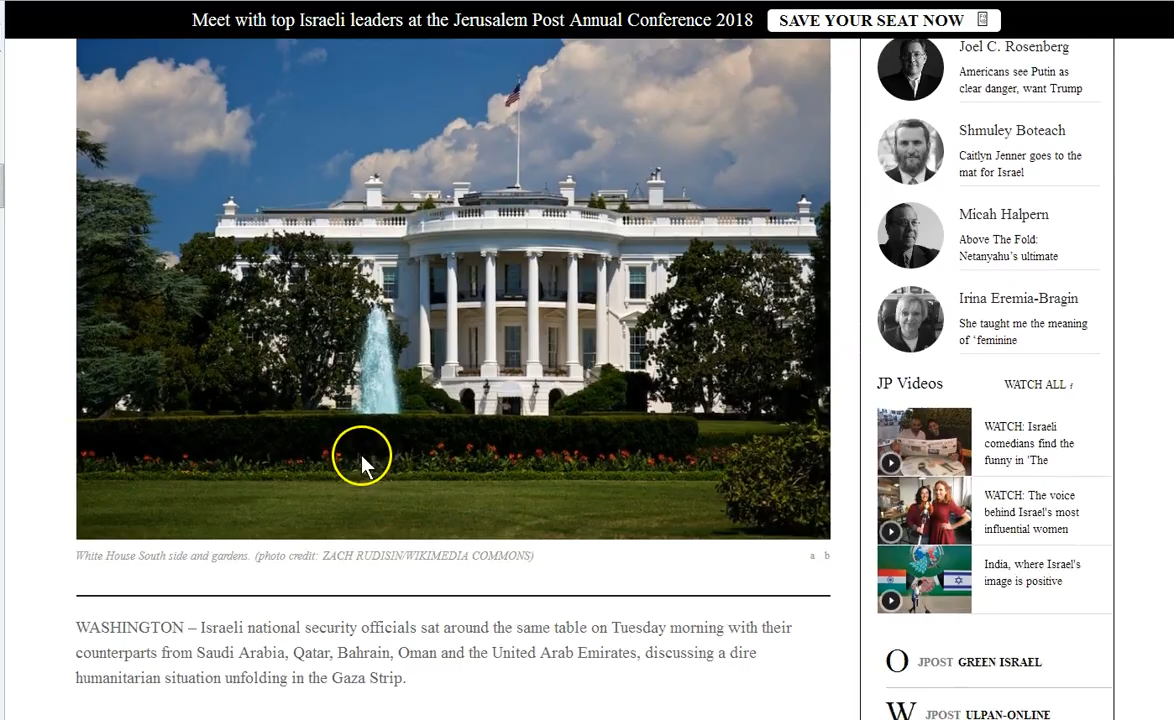 Meet with top Israeli leaders at the Jerusalem Post Annual Conference 2018
SAVE YOUR SEAT NOW
White House South side and gardens. (photo credit: ZACH RUDISIN/WIKIMEDIA COMMONS)
a b
WASHINGTON – Israeli national security officials sat around the same table on Tuesday morning with their
counterparts from Saudi Arabia, Qatar, Bahrain, Oman and the United Arab Emirates, discussing a dire
humanitarian situation unfolding in the Gaza Strip.
Joel C. Rosenberg
Americans see Putin as
clear danger, want Trump
Shmuley Boteach
Caitlyn Jenner goes to the
mat for Israel
Micah Halpern
Above The Fold:
Netanyahu's ultimate
Irina Eremia-Bragin
She taught me the meaning
of ‘feminine
JP Videos
WATCH ALL
WATCH: Israeli
comedians find the
funny in 'The
WATCH: The voice
behind Israel's most
influential women
India, where Israel's
image is positive
O JPOST GREEN ISRAEL
W JPOST ULPAN-ONLINE